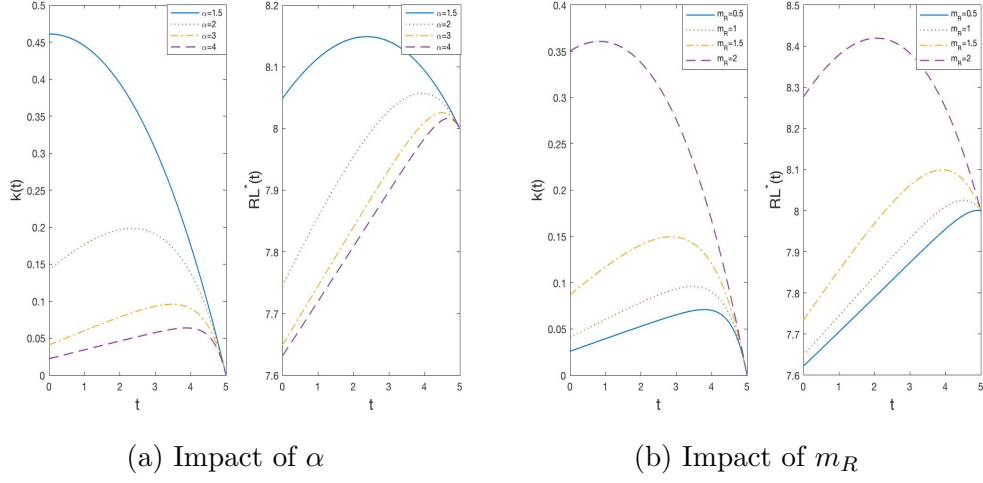 0.5
0.45
0.4
0.35
0.3
0.25
0.2
0.15
0.1
0.05
0
k(t)
0 1 2 3 4 5
t
α=1.5
α=2
α=3
α=4
8.2
8.1
8
7.9
7.8
7.7
7.6
RL*(t)
0 1 2 3 4 5
t
α=1.5
α=2
α=3
α=4
(a) Impact of α
0.4
0.35
0.3
0.25
0.2
0.15
0.1
0.05
0
k(t)
0 1 2 3 4 5
t
m_R=0.5
m_R=1
m_R=1.5
m_R=2
8.5
8.4
8.3
8.2
8.1
8
7.9
7.8
7.7
7.6
RL*(t)
0 1 2 3 4 5
t
m_R=0.5
m_R=1
m_R=1.5
m_R=2
(b) Impact of m_R